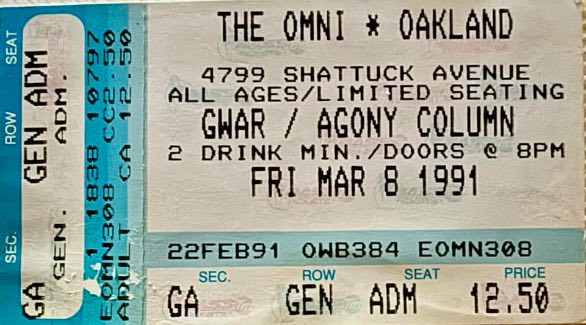 THE OMNI * OAKLAND
4799 SHATTUCK AVENUE
ALL AGES/LIMITED SEATING
GWAR / AGONY COLUMN
2 DRINK MIN./DOORS @ 8PM
FRI MAR 8 1991
22FEB91 OWB384 EOMN308
SEC. ROW SEAT PRICE
GA GEN ADM 12.50
SEC. ROW SEAT
GA GEN ADM
GEN. ADM.
1 1838 10797
EOMN308 CC2.50
ADULT CA 12.50